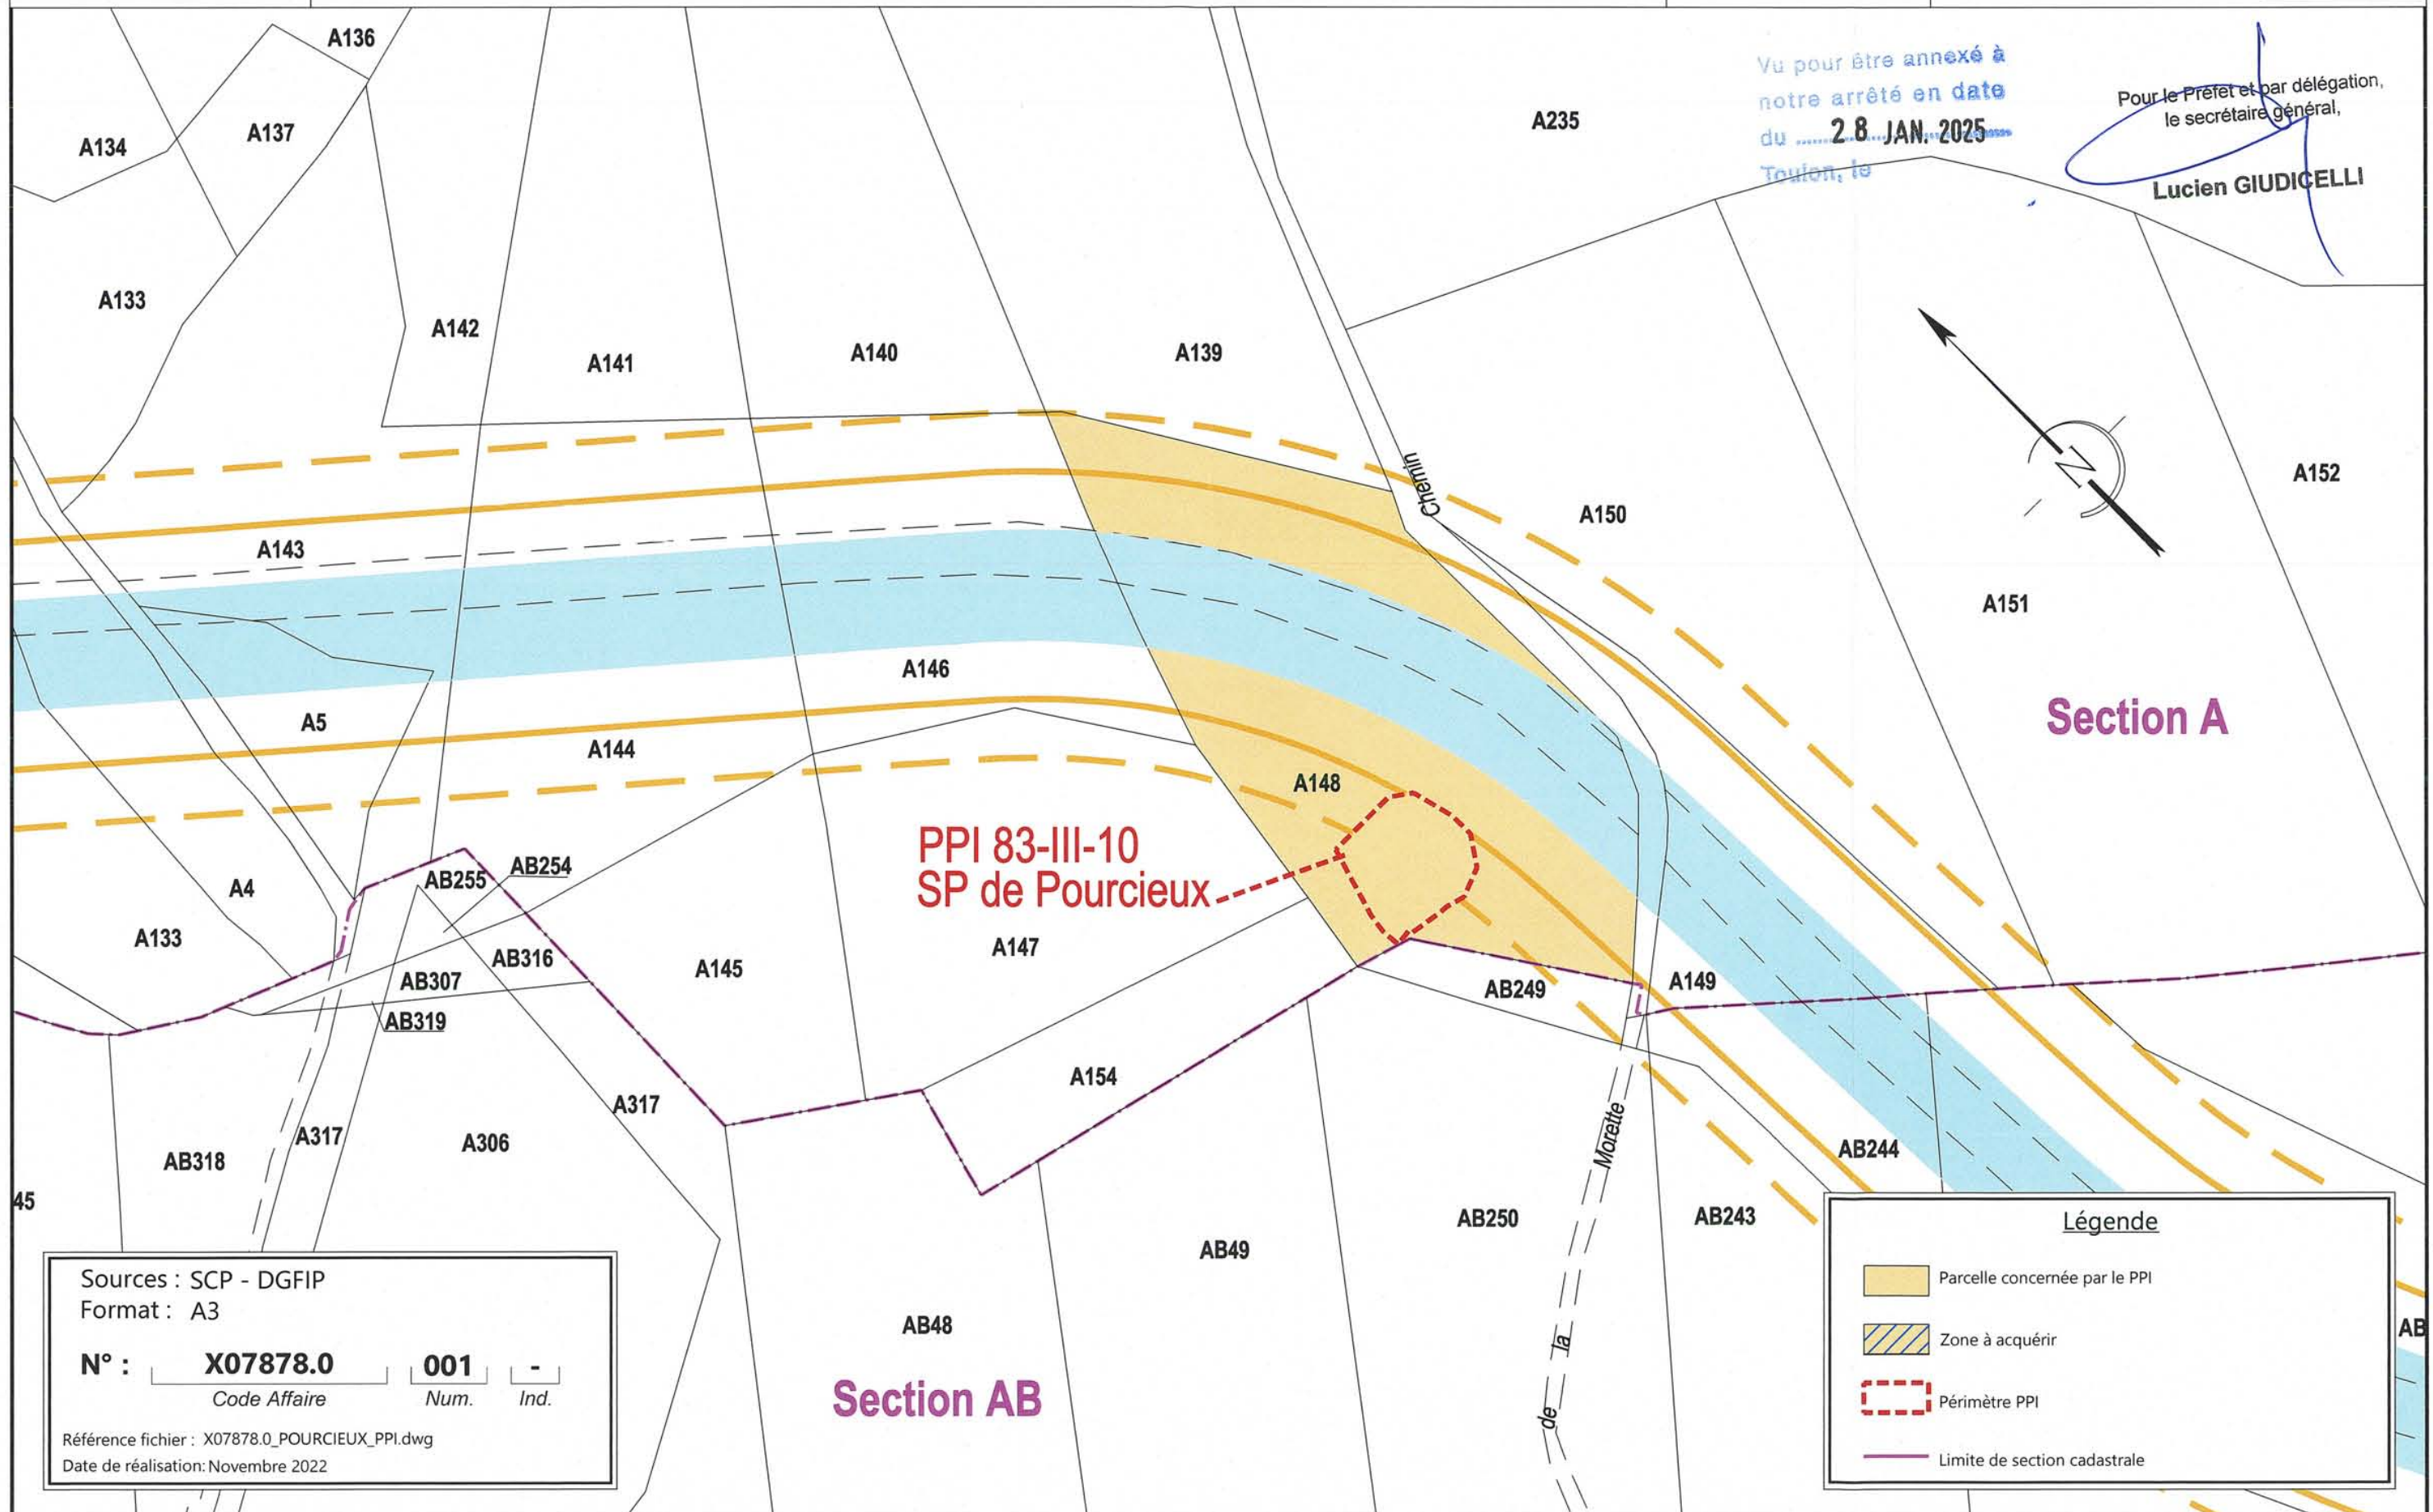 A136
A134
A137
A133
A142
A141
A140
A139
A235
Vu pour être annexé à
notre arrêté en date
du 28 JAN. 2025
Toulon, le
Pour le Préfet et par délégation,
le secrétaire général,
Lucien GIUDICELLI
N
A152
A150
A151
Chemin
A143
A146
A5
A144
Section A
A148
PPI 83-III-10
SP de Pourcieux
A4
AB255
AB254
A133
AB316
AB307
AB319
A145
A147
AB249
A149
A154
A317
A317
A306
AB318
45
Morette
AB244
AB250
AB243
AB49
AB48
Section AB
de la
AB
Sources : SCP - DGFIP
Format : A3
N° : X07878.0 001 -
Code Affaire Num. Ind.
Référence fichier : X07878.0_POURCIEUX_PPI.dwg
Date de réalisation: Novembre 2022
Légende
Parcelle concernée par le PPI
Zone à acquérir
Périmètre PPI
Limite de section cadastrale